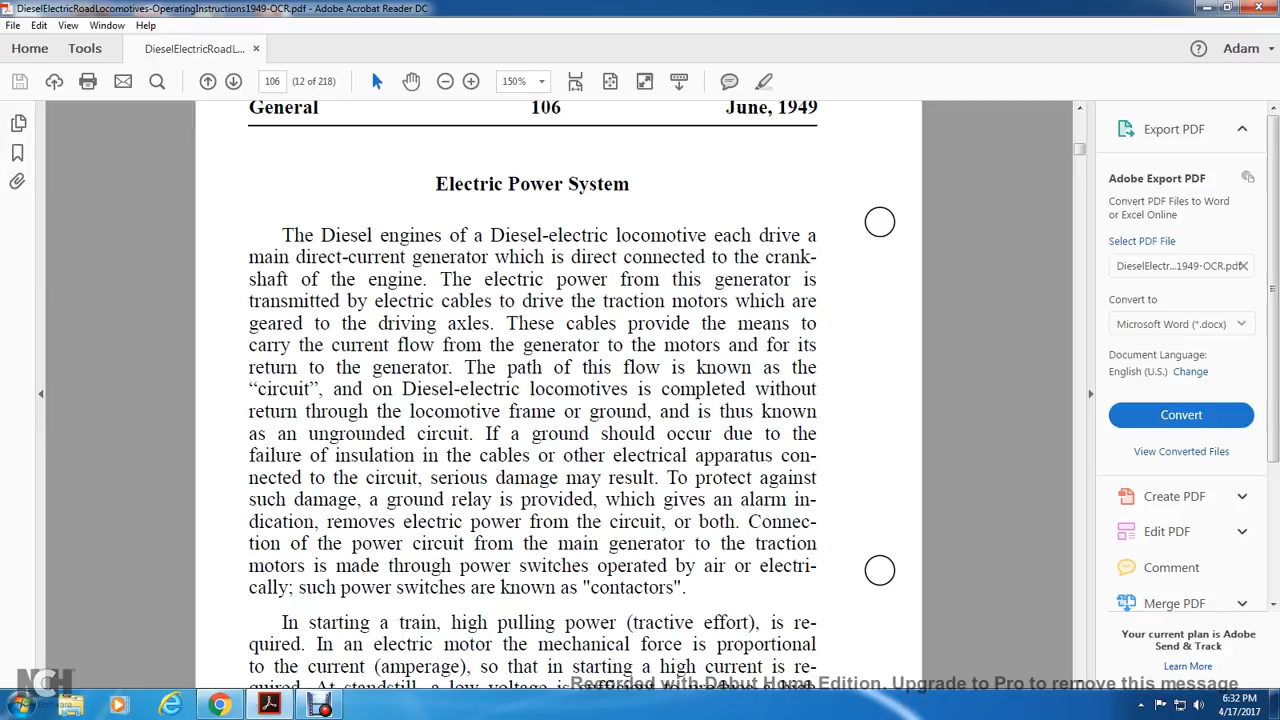 DieselElectricRoadLocomotives-OperatingInstructions1949-OCR.pdf - Adobe Acrobat Reader DC
File Edit View Window Help
Home Tools DieselElectricRoadL... × Adam
106 (12 of 218) 150%
General 106 June, 1949
Electric Power System
The Diesel engines of a Diesel-electric locomotive each drive a
main direct-current generator which is direct connected to the crank-
shaft of the engine. The electric power from this generator is
transmitted by electric cables to drive the traction motors which are
geared to the driving axles. These cables provide the means to
carry the current flow from the generator to the motors and for its
return to the generator. The path of this flow is known as the
“circuit”, and on Diesel-electric locomotives is completed without
return through the locomotive frame or ground, and is thus known
as an ungrounded circuit. If a ground should occur due to the
failure of insulation in the cables or other electrical apparatus con-
nected to the circuit, serious damage may result. To protect against
such damage, a ground relay is provided, which gives an alarm in-
dication, removes electric power from the circuit, or both. Connec-
tion of the power circuit from the main generator to the traction
motors is made through power switches operated by air or electri-
cally; such power switches are known as "contactors".
In starting a train, high pulling power (tractive effort), is re-
quired. In an electric motor the mechanical force is proportional
to the current (amperage), so that in starting a high current is re-
quired. At standstill, a low voltage is sufficient to produce a high
Export PDF
Adobe Export PDF
Convert PDF Files to Word
or Excel Online
Select PDF File
DieselElectr...1949-OCR.pdf
Convert to
Microsoft Word (*.docx)
Document Language:
English (U.S.) Change
Convert
View Converted Files
Create PDF
Edit PDF
Comment
Merge PDF
Your current plan is Adobe
Send & Track
Learn More
NCH
Software
Recorded with Debut Home Edition. Upgrade to Pro to remove this message
6:32 PM
4/17/2017